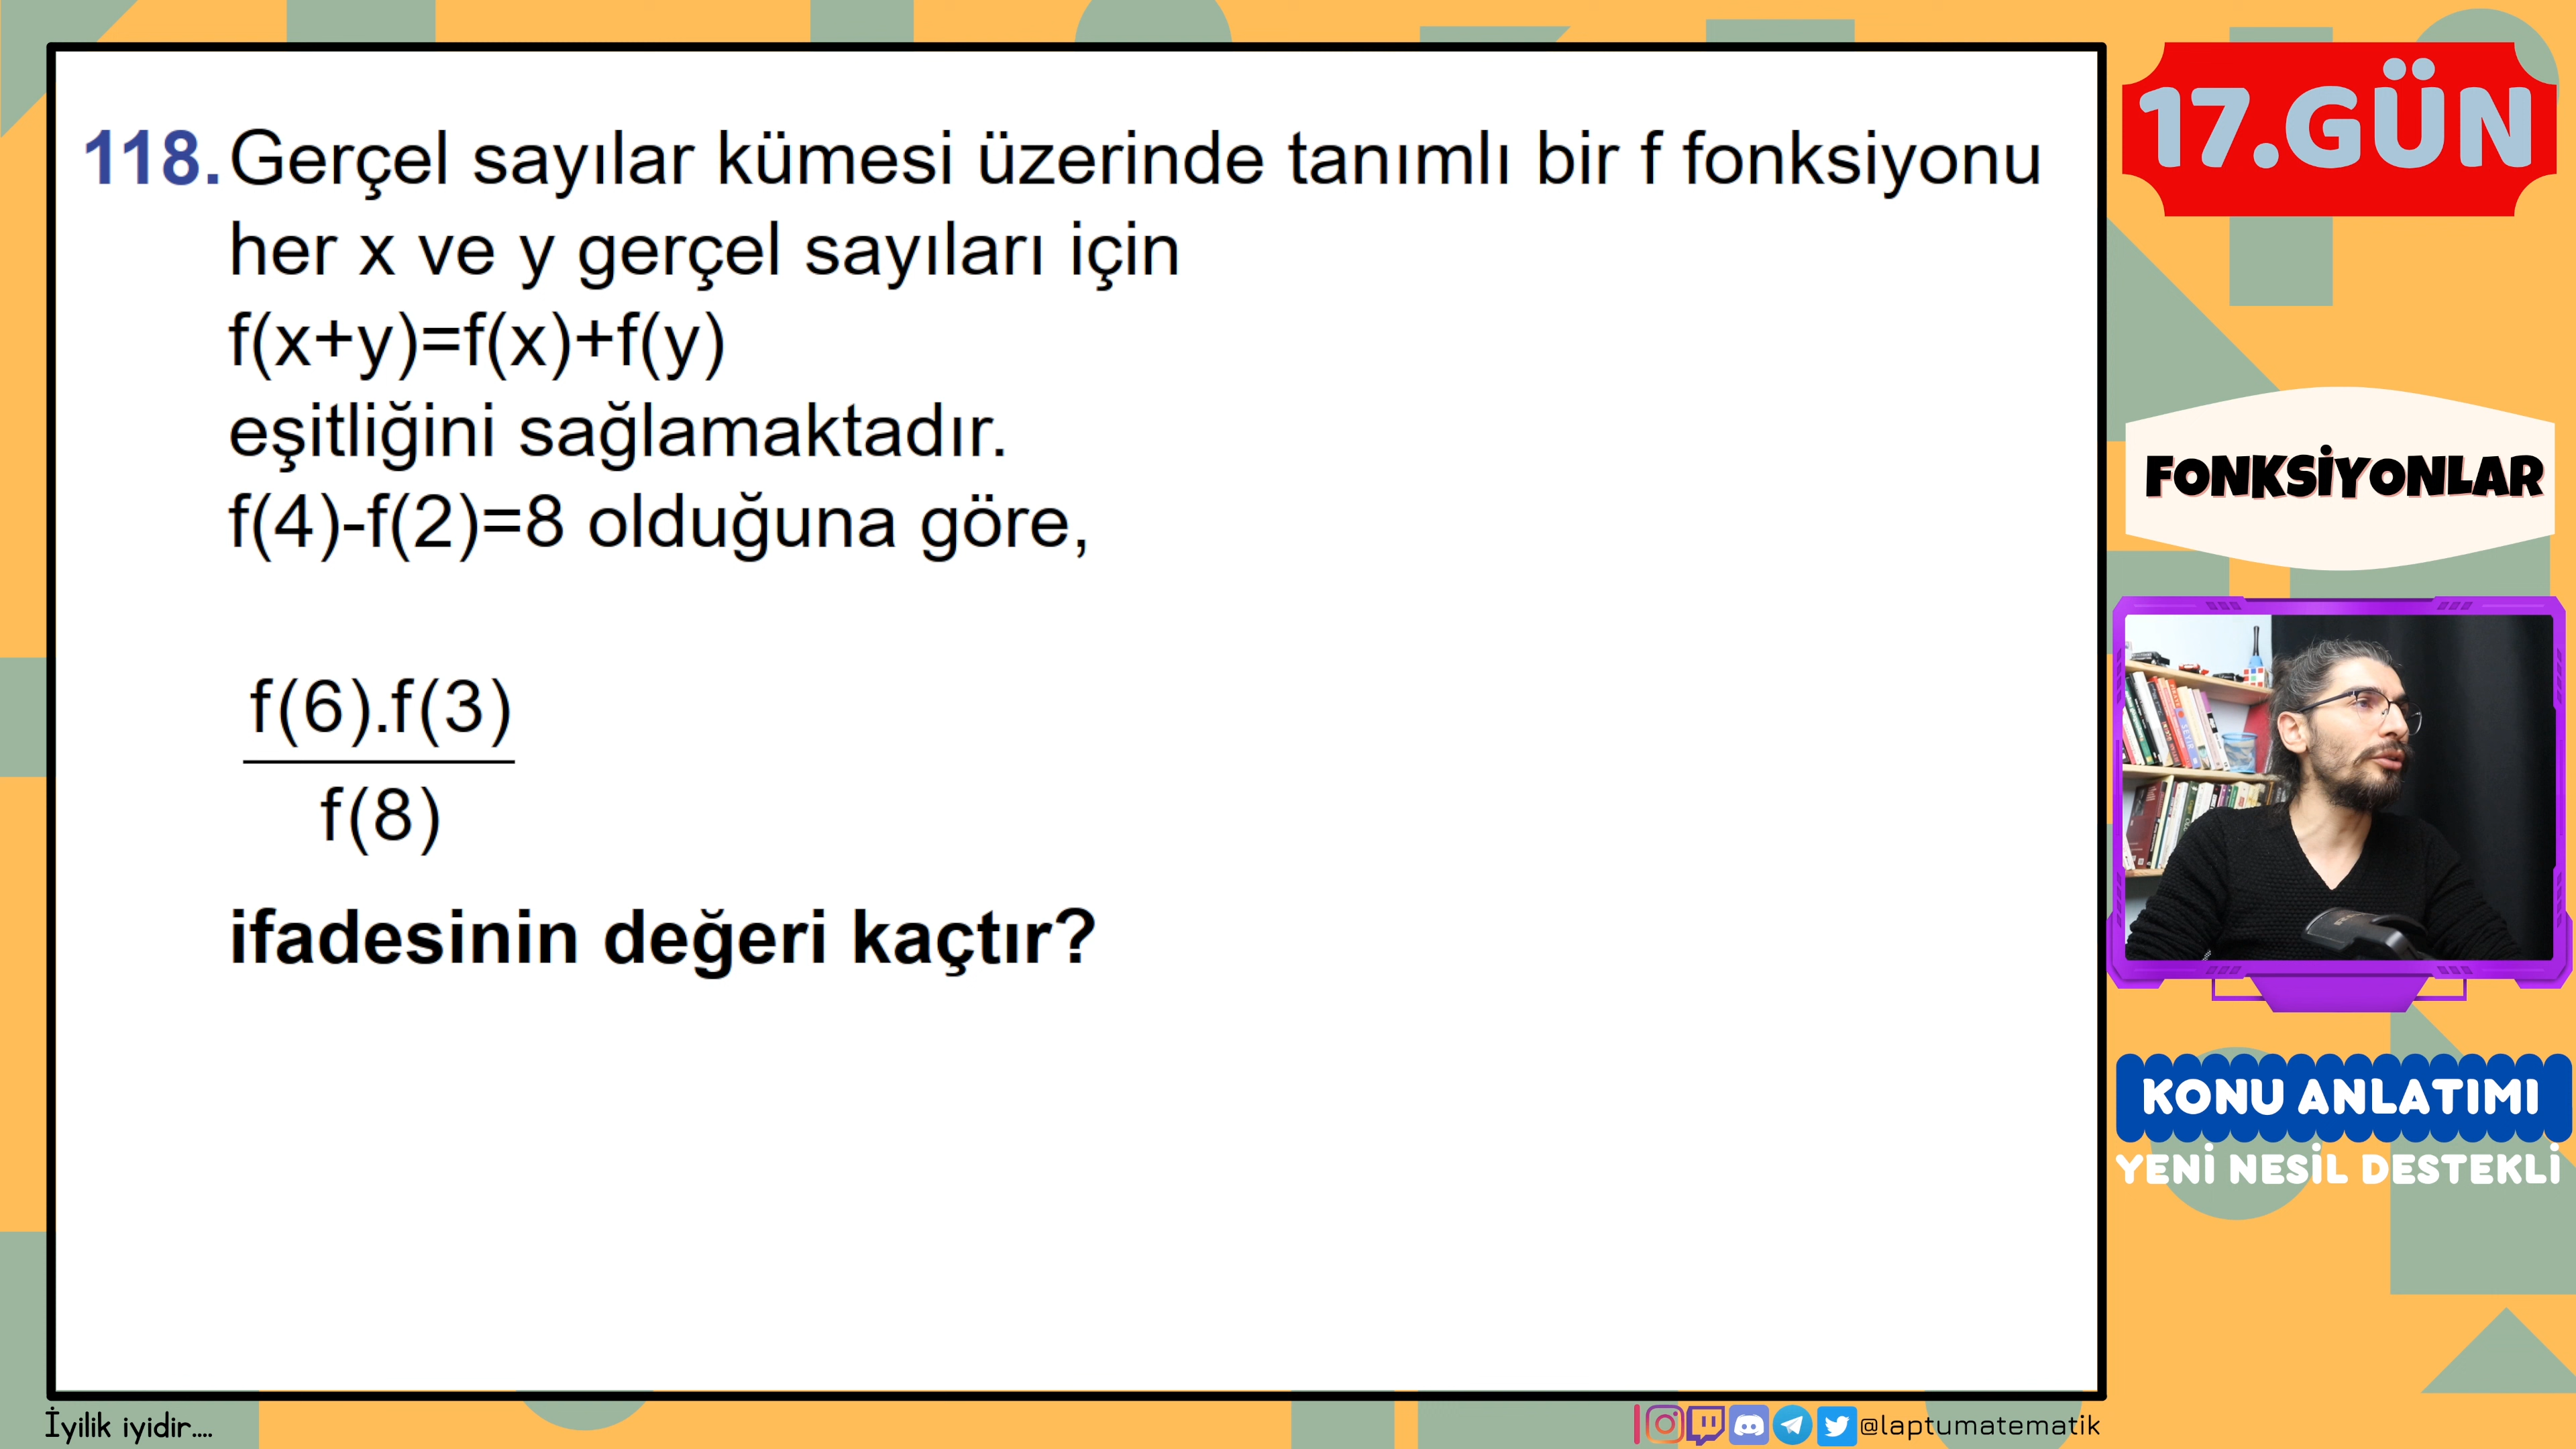 118. Gerçel sayılar kümesi üzerinde tanımlı bir f fonksiyonu
her x ve y gerçel sayıları için
f(x+y)=f(x)+f(y)
eşitliğini sağlamaktadır.
f(4)-f(2)=8 olduğuna göre,
f(6).f(3)
f(8)
ifadesinin değeri kaçtır?
17.GÜN
FONKSİYONLAR
KONU ANLATIMI
YENİ NESİL DESTEKLİ
İyilik iyidir....
@laptumatematik